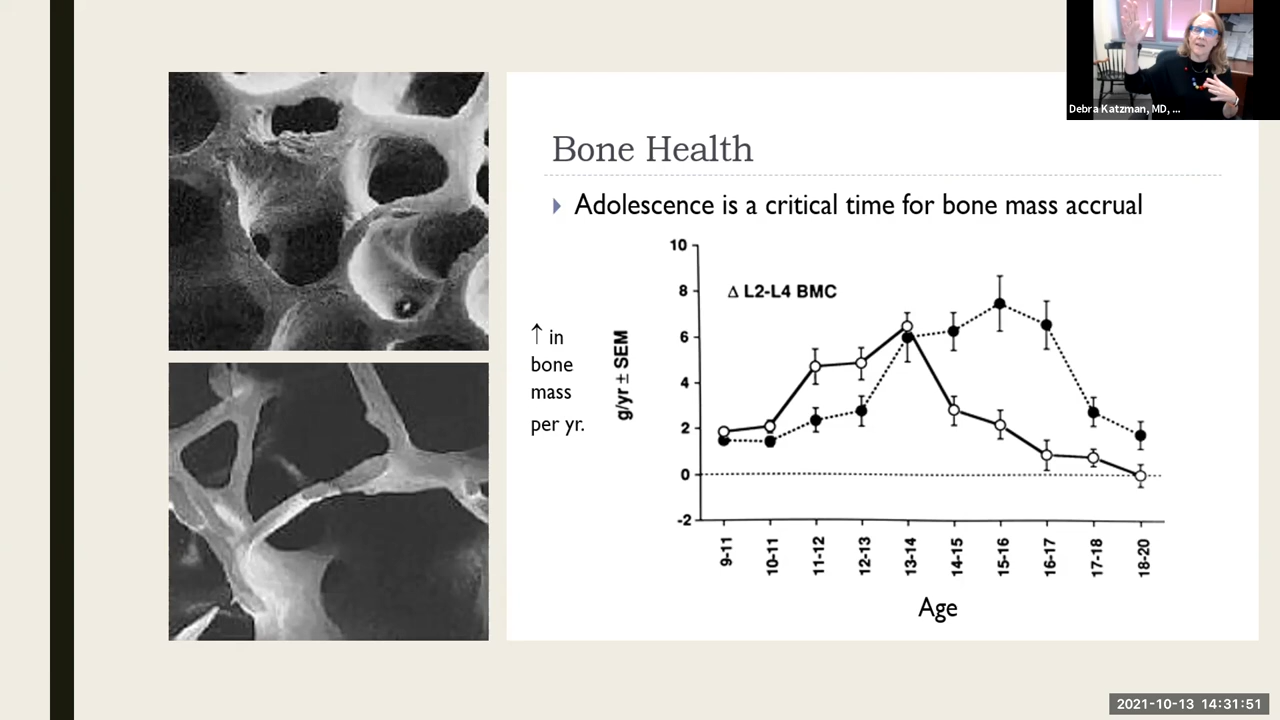 Debra Katzman, MD, ...
Bone Health
Adolescence is a critical time for bone mass accrual
10
8
6
4
2
0
-2
Δ L2-L4 BMC
↑ in
bone
mass
per yr.
g/yr ± SEM
9-11
10-11
11-12
12-13
13-14
14-15
15-16
16-17
17-18
18-20
Age
2021-10-13 14:31:51